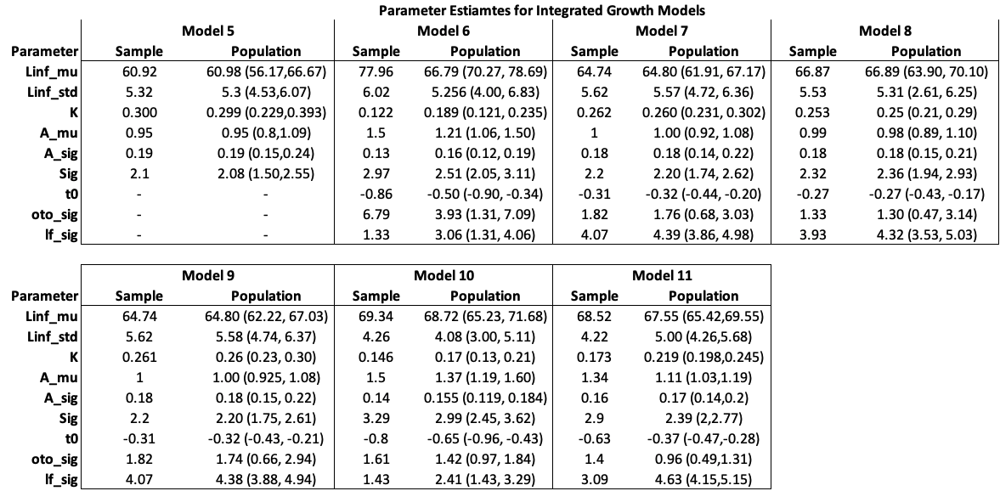 Parameter Estiamtes for Integrated Growth Models
Model 5 Model 6 Model 7 Model 8
Parameter Sample Population Sample Population Sample Population Sample Population
Linf_mu 60.92 60.98 (56.17,66.67) 77.96 66.79 (70.27, 78.69) 64.74 64.80 (61.91, 67.17) 66.87 66.89 (63.90, 70.10)
Linf_std 5.32 5.3 (4.53,6.07) 6.02 5.256 (4.00, 6.83) 5.62 5.57 (4.72, 6.36) 5.53 5.31 (2.61, 6.25)
K 0.300 0.299 (0.229,0.393) 0.122 0.189 (0.121, 0.235) 0.262 0.260 (0.231, 0.302) 0.253 0.25 (0.21, 0.29)
A_mu 0.95 0.95 (0.8,1.09) 1.5 1.21 (1.06, 1.50) 1 1.00 (0.92, 1.08) 0.99 0.98 (0.89, 1.10)
A_sig 0.19 0.19 (0.15,0.24) 0.13 0.16 (0.12, 0.19) 0.18 0.18 (0.14, 0.22) 0.18 0.18 (0.15, 0.21)
Sig 2.1 2.08 (1.50,2.55) 2.97 2.51 (2.05, 3.11) 2.2 2.20 (1.74, 2.62) 2.32 2.36 (1.94, 2.93)
t0 - - -0.86 -0.50 (-0.90, -0.34) -0.31 -0.32 (-0.44, -0.20) -0.27 -0.27 (-0.43, -0.17)
oto_sig - - 6.79 3.93 (1.31, 7.09) 1.82 1.76 (0.68, 3.03) 1.33 1.30 (0.47, 3.14)
lf_sig - - 1.33 3.06 (1.31, 4.06) 4.07 4.39 (3.86, 4.98) 3.93 4.32 (3.53, 5.03)
Model 9 Model 10 Model 11
Parameter Sample Population Sample Population Sample Population
Linf_mu 64.74 64.80 (62.22, 67.03) 69.34 68.72 (65.23, 71.68) 68.52 67.55 (65.42,69.55)
Linf_std 5.62 5.58 (4.74, 6.37) 4.26 4.08 (3.00, 5.11) 4.22 5.00 (4.26,5.68)
K 0.261 0.26 (0.23, 0.30) 0.146 0.17 (0.13, 0.21) 0.173 0.219 (0.198,0.245)
A_mu 1 1.00 (0.925, 1.08) 1.5 1.37 (1.19, 1.60) 1.34 1.11 (1.03,1.19)
A_sig 0.18 0.18 (0.15, 0.22) 0.14 0.155 (0.119, 0.184) 0.16 0.17 (0.14,0.2)
Sig 2.2 2.20 (1.75, 2.61) 3.29 2.99 (2.45, 3.62) 2.9 2.39 (2,2.77)
t0 -0.31 -0.32 (-0.43, -0.21) -0.8 -0.65 (-0.96, -0.43) -0.63 -0.37 (-0.47,-0.28)
oto_sig 1.82 1.74 (0.66, 2.94) 1.61 1.42 (0.97, 1.84) 1.4 0.96 (0.49,1.31)
lf_sig 4.07 4.38 (3.88, 4.94) 1.43 2.41 (1.43, 3.29) 3.09 4.63 (4.15,5.15)